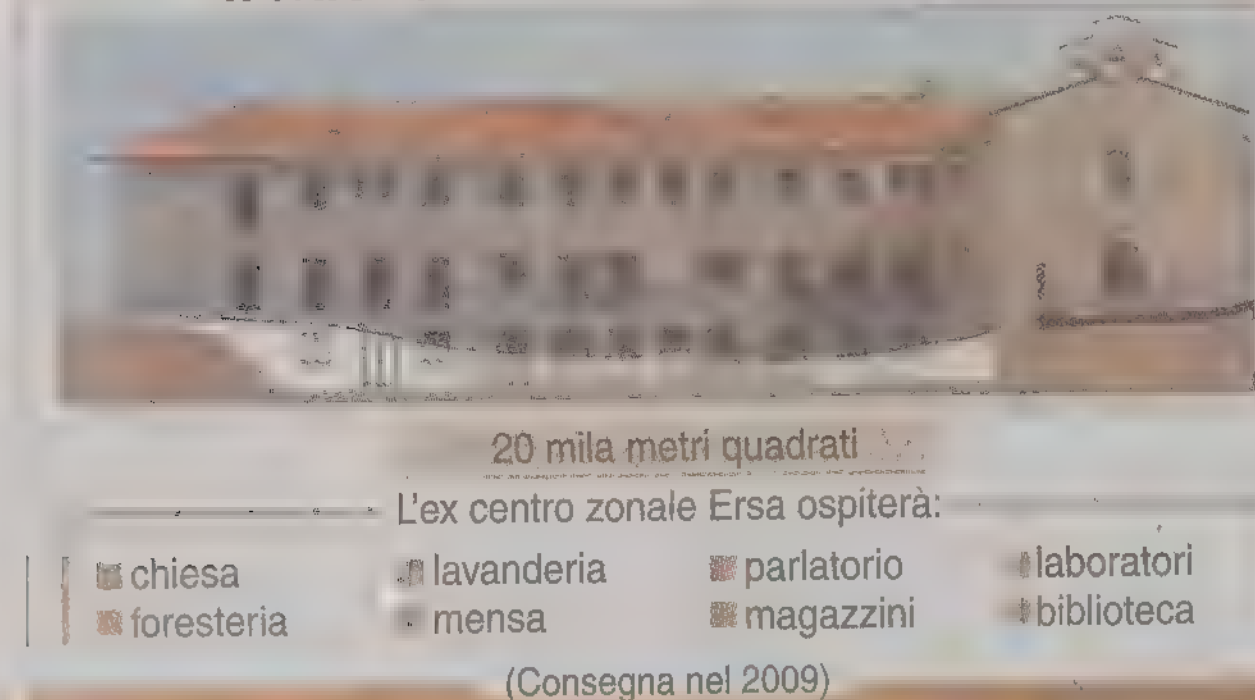 20 mila metri quadrati
L'ex centro zonale Ersa ospiterà:
chiesa lavanderia parlatorio laboratori
foresteria mensa magazzini biblioteca
(Consegna nel 2009)